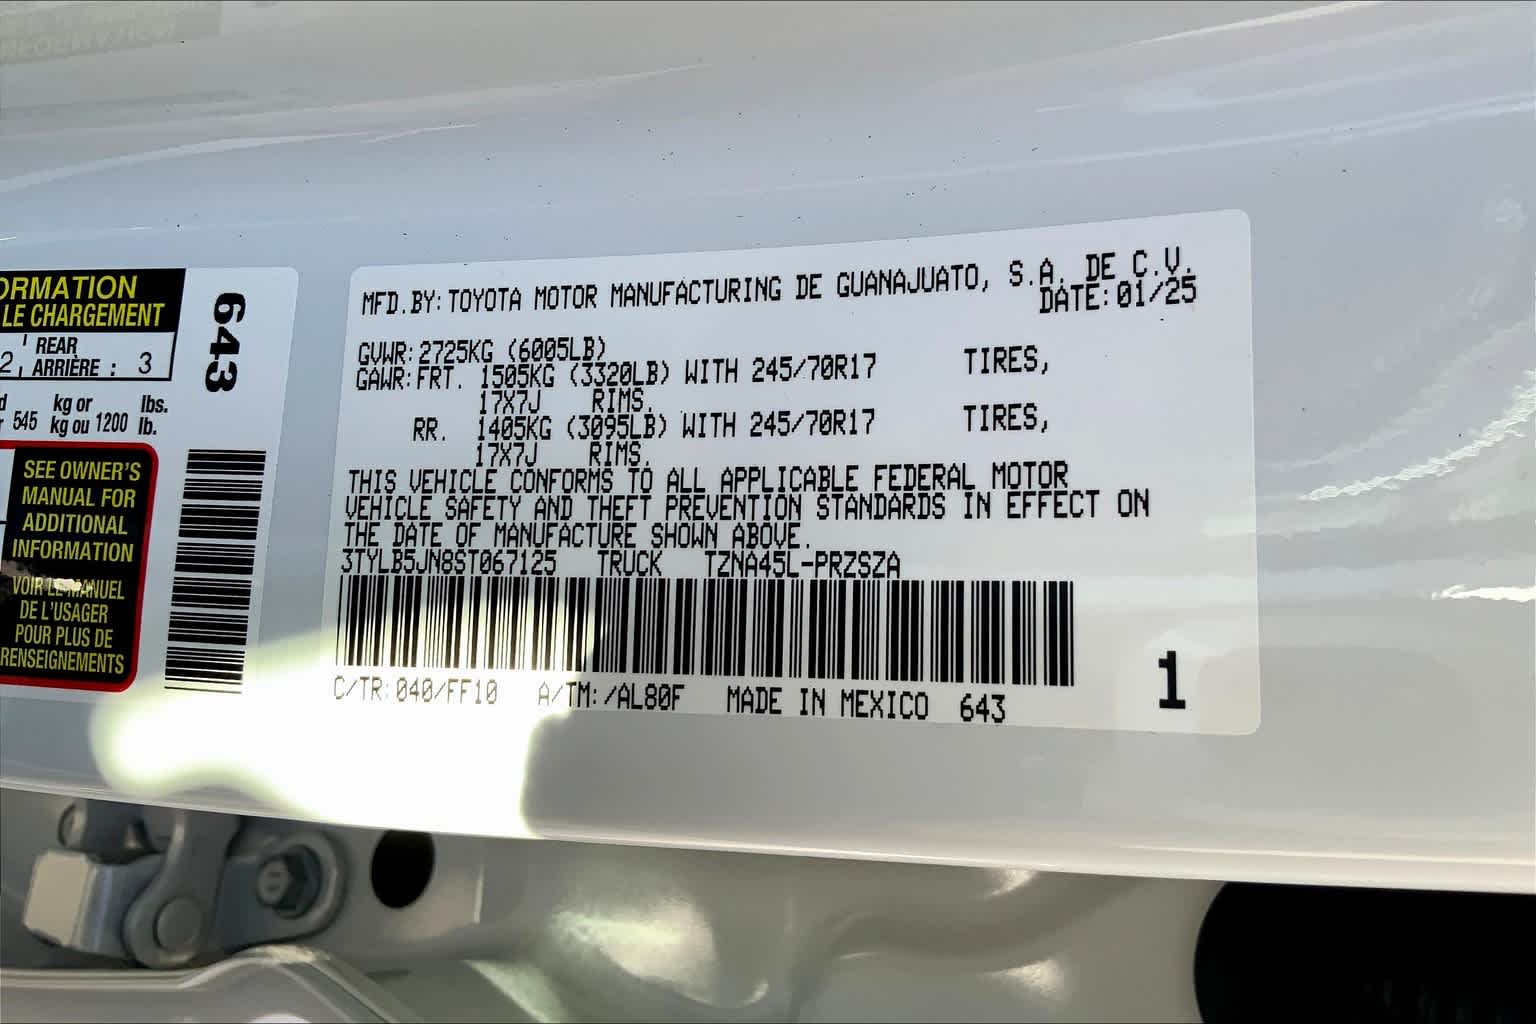 ORMATION
LE CHARGEMENT
2, REAR
ARRIÈRE : 3
545 kg or
kg ou 1200 lbs.
lb.
643
SEE OWNER'S
MANUAL FOR
ADDITIONAL
INFORMATION
VOIR LE MANUEL
DE L'USAGER
POUR PLUS DE
RENSEIGNEMENTS
MFD.BY:TOYOTA MOTOR MANUFACTURING DE GUANAJUATO, S.A. DE C.V.
DATE:01/25
GVWR:2725KG (6005LB)
GAWR:FRT. 1505KG (3320LB) WITH 245/70R17 TIRES,
17X7J RIMS,
RR. 1405KG (3095LB) WITH 245/70R17 TIRES,
17X7J RIMS,
THIS VEHICLE CONFORMS TO ALL APPLICABLE FEDERAL MOTOR
VEHICLE SAFETY AND THEFT PREVENTION STANDARDS IN EFFECT ON
THE DATE OF MANUFACTURE SHOWN ABOVE.
3TYLB5JN8ST067125 TRUCK TZNA45L-PRZSZA
C/TR:040/FF10 A/TM:/AL80F MADE IN MEXICO 643
1